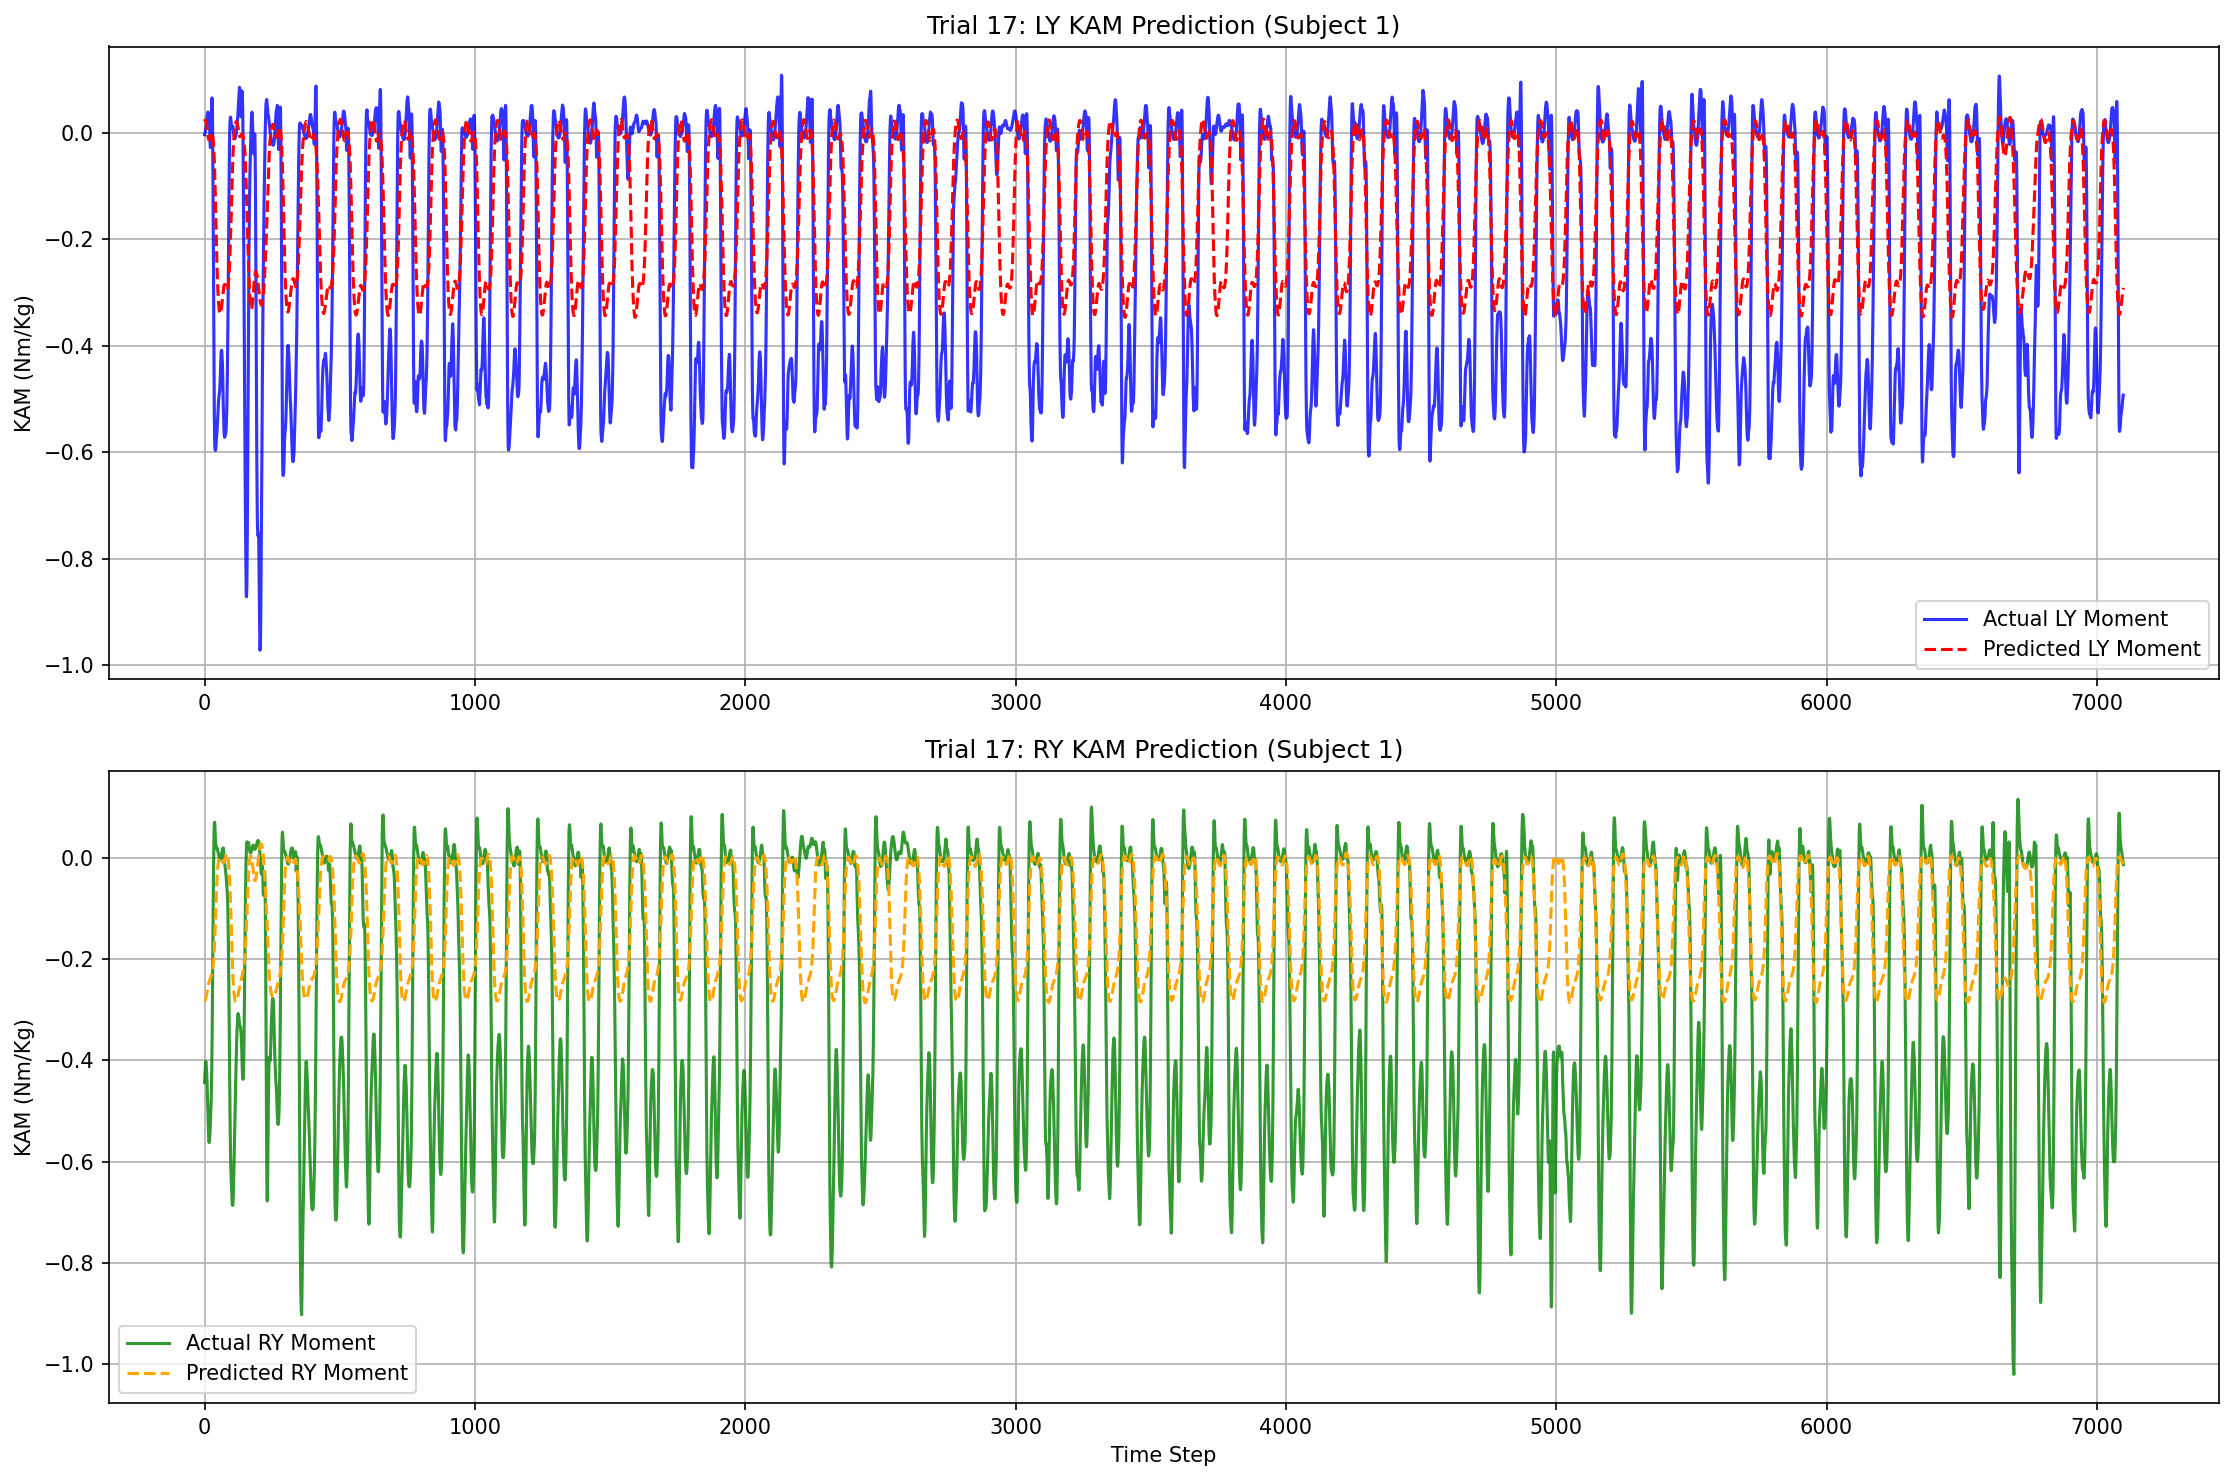 Trial 17: LY KAM Prediction (Subject 1)
KAM (Nm/Kg)
0.0
−0.2
−0.4
−0.6
−0.8
−1.0
Actual LY Moment
Predicted LY Moment
0 1000 2000 3000 4000 5000 6000 7000
Trial 17: RY KAM Prediction (Subject 1)
KAM (Nm/Kg)
0.0
−0.2
−0.4
−0.6
−0.8
−1.0
Actual RY Moment
Predicted RY Moment
0 1000 2000 3000 4000 5000 6000 7000
Time Step